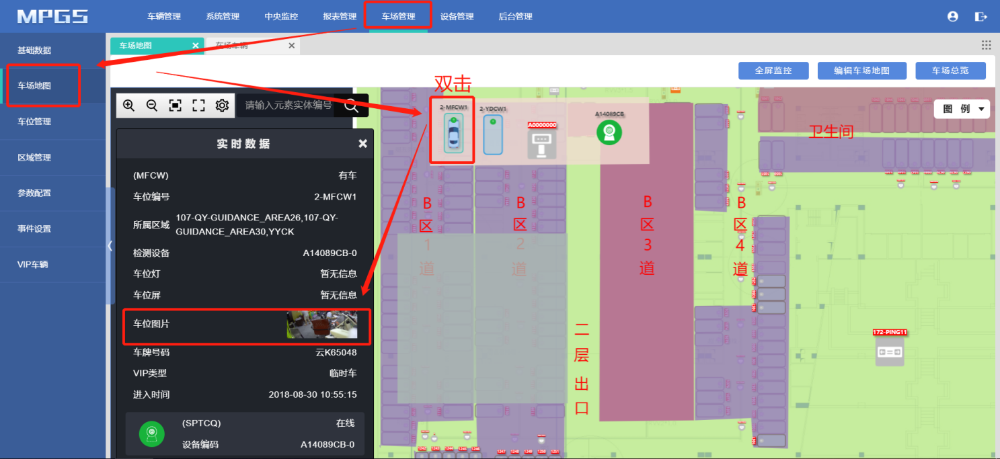 MPGS
车辆管理
系统管理
中央监控
报表管理
车场管理
设备管理
后台管理
基础数据
车场地图
车位管理
区域管理
参数配置
事件设置
VIP车辆
车场地图
车场车辆
全屏监控
编辑车场地图
车场总览
请输入元素实体编号
图 例
实时数据
(MFCW) 有车
车位编号 2-MFCW1
所属区域 107-QY-GUIDANCE_AREA26,107-QY-
GUIDANCE_AREA30,YYCK
检测设备 A14089CB-0
车位灯 暂无信息
车位屏 暂无信息
车位图片
车牌号码 云K65048
VIP类型 临时车
进入时间 2018-08-30 10:55:15
(SPTCQ) 在线
设备编码 A14089CB-0
双击
2-MFCW1
2-YDCW1
A0000000
A14089CB
卫生间
B区1道
B区2道
B区3道
B区4道
二层出口
172-PING11